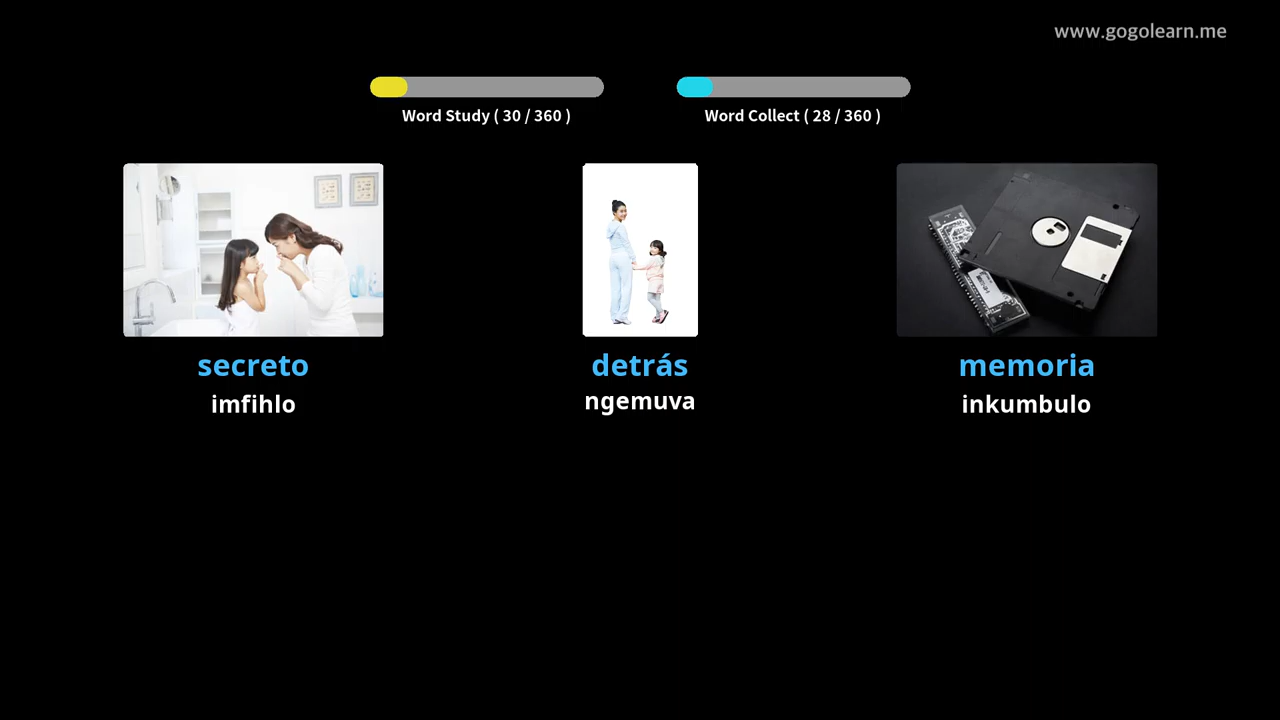 www.gogolearn.me
Word Study ( 30 / 360 )
Word Collect ( 28 / 360 )
secreto
imfihlo
detrás
ngemuva
memoria
inkumbulo